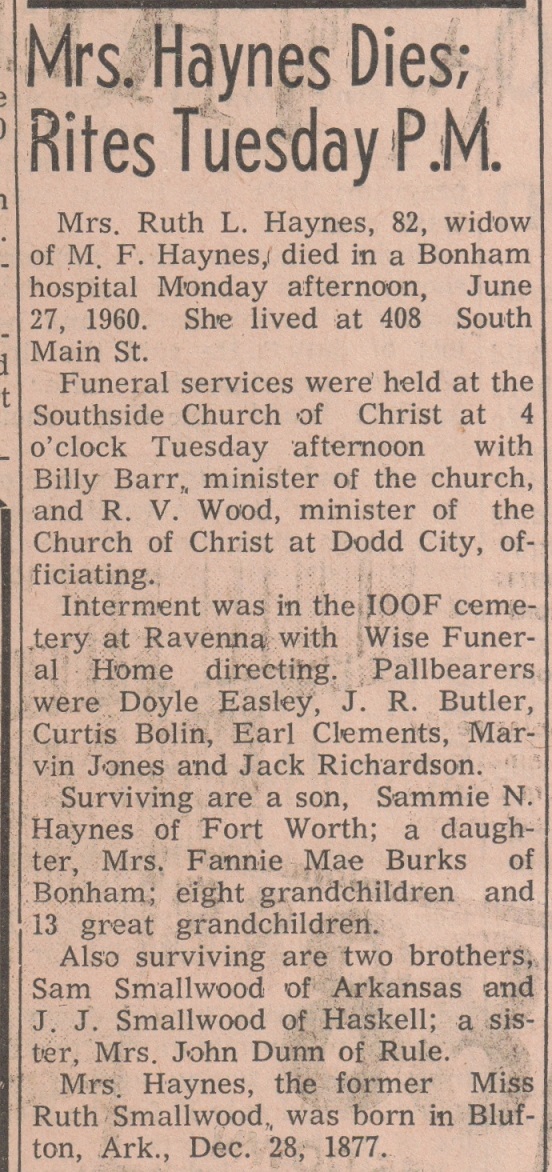 Mrs. Haynes Dies;
Rites Tuesday P.M.
Mrs. Ruth L. Haynes, 82, widow
of M. F. Haynes, died in a Bonham
hospital Monday afternoon, June
27, 1960. She lived at 408 South
Main St.
Funeral services were held at the
Southside Church of Christ at 4
o'clock Tuesday afternoon with
Billy Barr, minister of the church,
and R. V. Wood, minister of the
Church of Christ at Dodd City, of-
ficiating.
Interment was in the IOOF ceme-
tery at Ravenna with Wise Funer-
al Home directing. Pallbearers
were Doyle Easley, J. R. Butler,
Curtis Bolin, Earl Clements, Mar-
vin Jones and Jack Richardson.
Surviving are a son, Sammie N.
Haynes of Fort Worth; a daugh-
ter, Mrs. Fannie Mae Burks of
Bonham; eight grandchildren and
13 great grandchildren.
Also surviving are two brothers,
Sam Smallwood of Arkansas and
J. J. Smallwood of Haskell; a sis-
ter, Mrs. John Dunn of Rule.
Mrs. Haynes, the former Miss
Ruth Smallwood, was born in Bluf-
ton, Ark., Dec. 28, 1877.